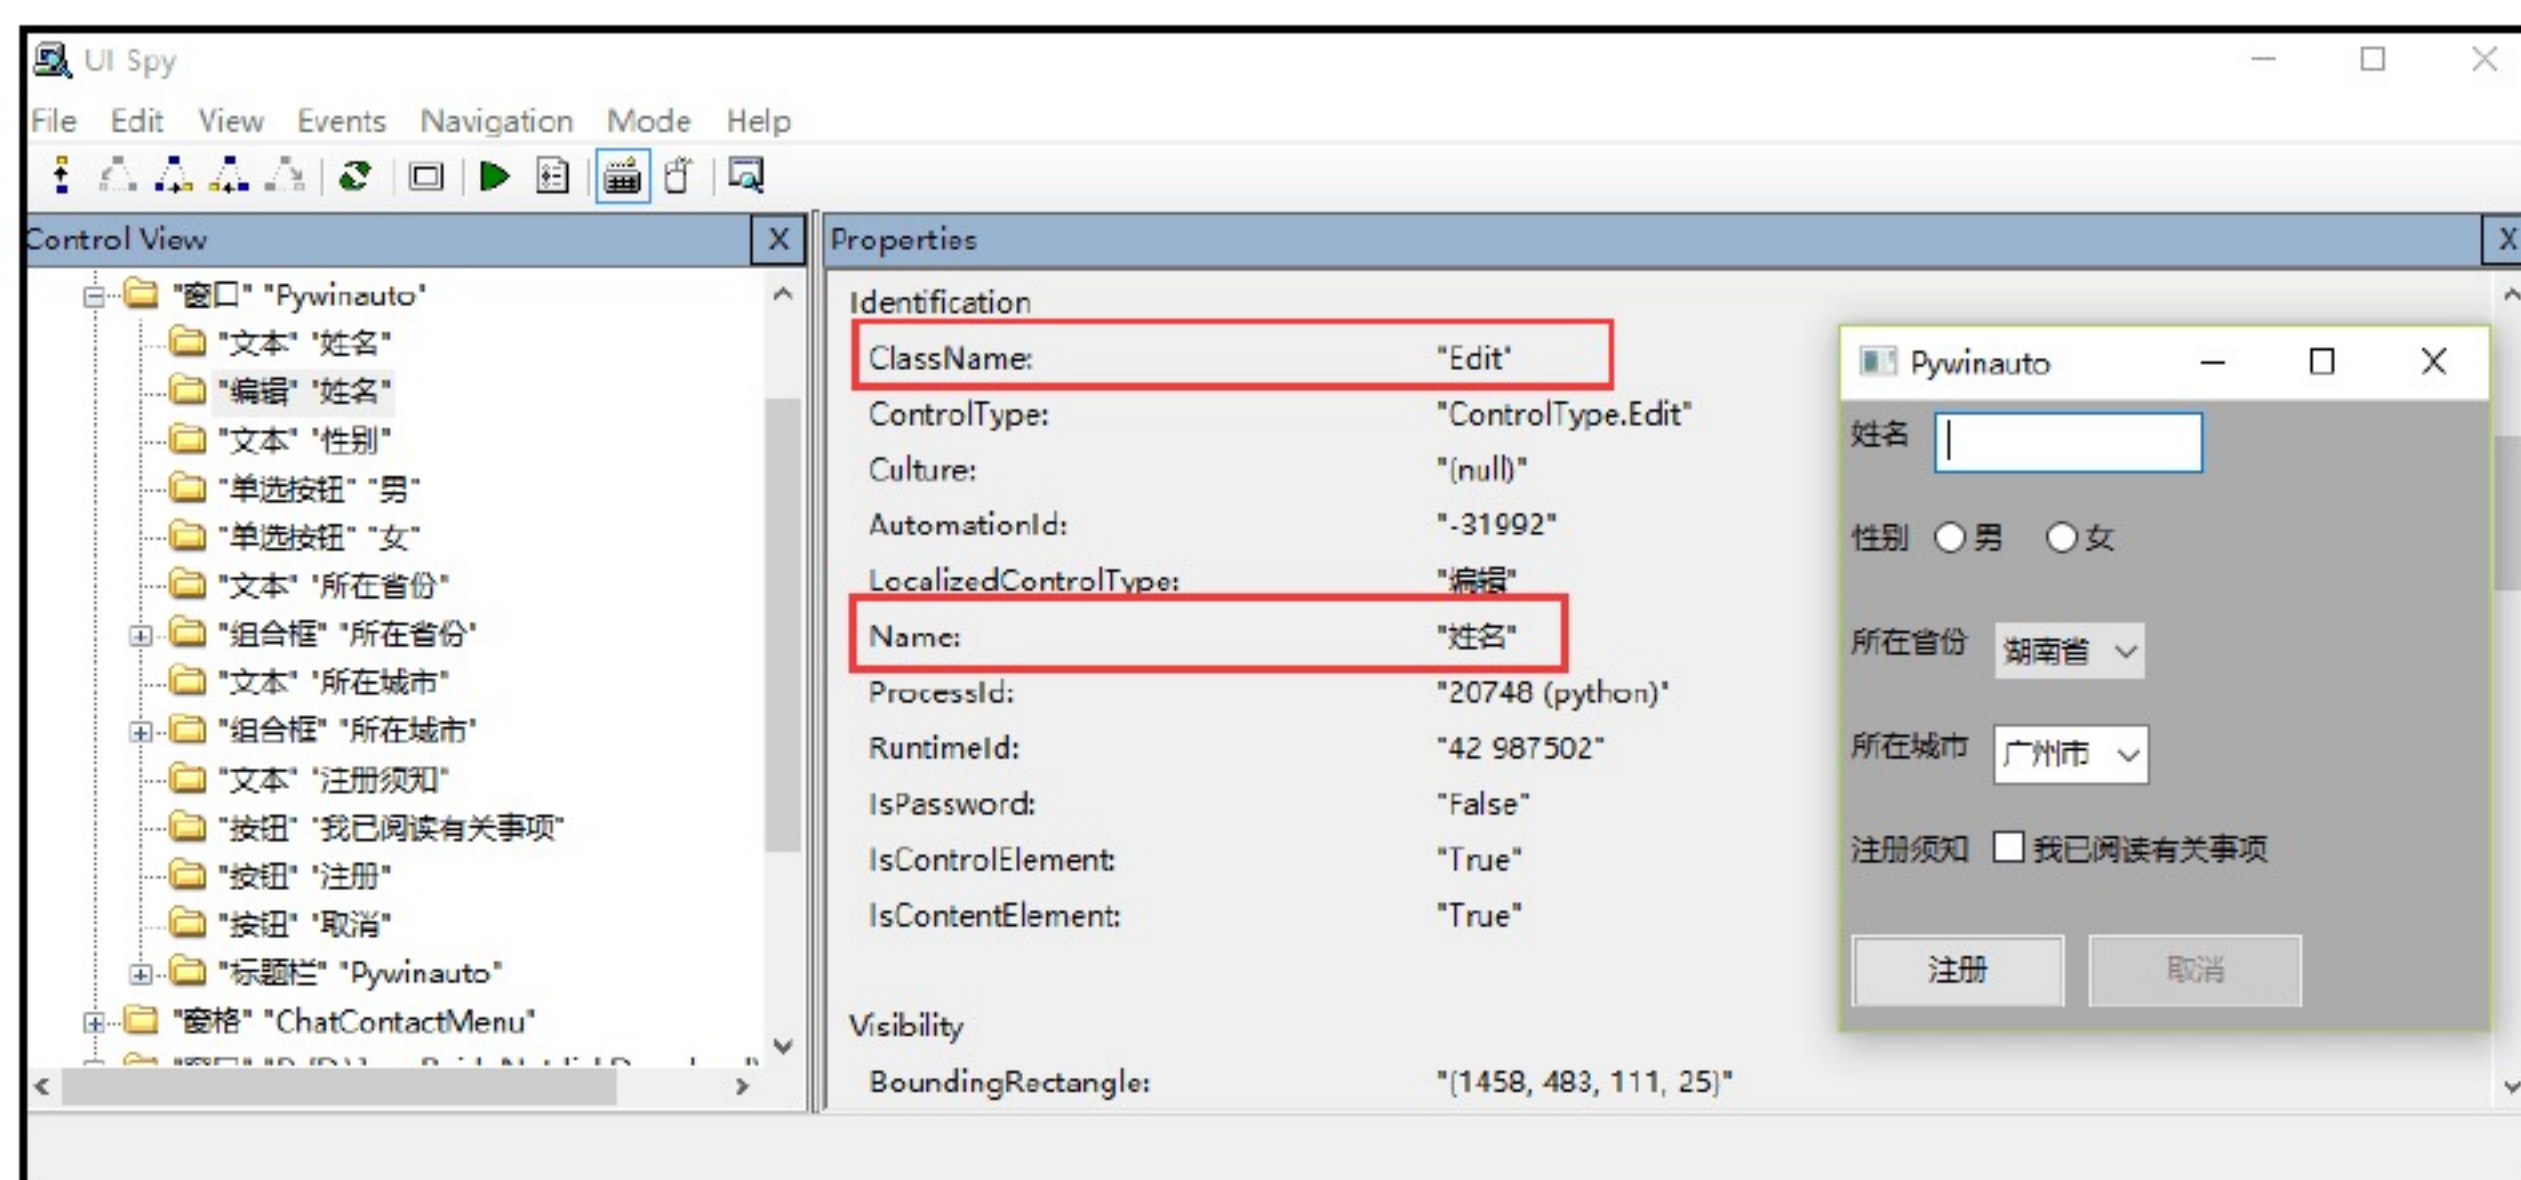 UI Spy
File Edit View Events Navigation Mode Help
Control View X
"窗口" "Pywinauto"
"文本" "姓名"
"编辑" "姓名"
"文本" "性别"
"单选按钮" "男"
"单选按钮" "女"
"文本" "所在省份"
"组合框" "所在省份"
"文本" "所在城市"
"组合框" "所在城市"
"文本" "注册须知"
"按钮" "我已阅读有关事项"
"按钮" "注册"
"按钮" "取消"
"标题栏" "Pywinauto"
"窗格" "ChatContactMenu"
Properties X
Identification
ClassName: "Edit"
ControlType: "ControlType.Edit"
Culture: "(null)"
AutomationId: "-31992"
LocalizedControlType: "编辑"
Name: "姓名"
ProcessId: "20748 (python)"
RuntimeId: "42 987502"
IsPassword: "False"
IsControlElement: "True"
IsContentElement: "True"
Visibility
BoundingRectangle: "(1458, 483, 111, 25)"
Pywinauto
姓名
性别 男 女
所在省份 湖南省
所在城市 广州市
注册须知 我已阅读有关事项
注册 取消